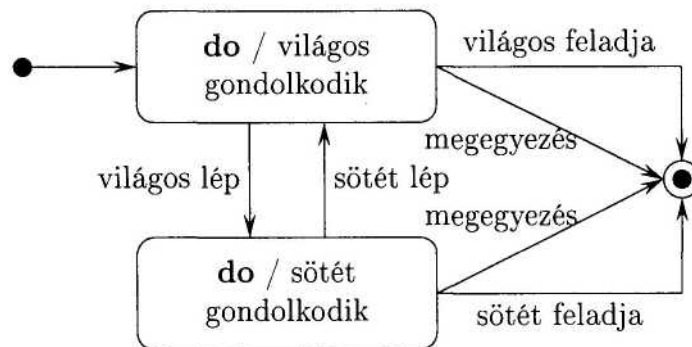 do / világos
gondolkodik
világos feladja
megegyezés
világos lép
sötét lép
megegyezés
do / sötét
gondolkodik
sötét feladja